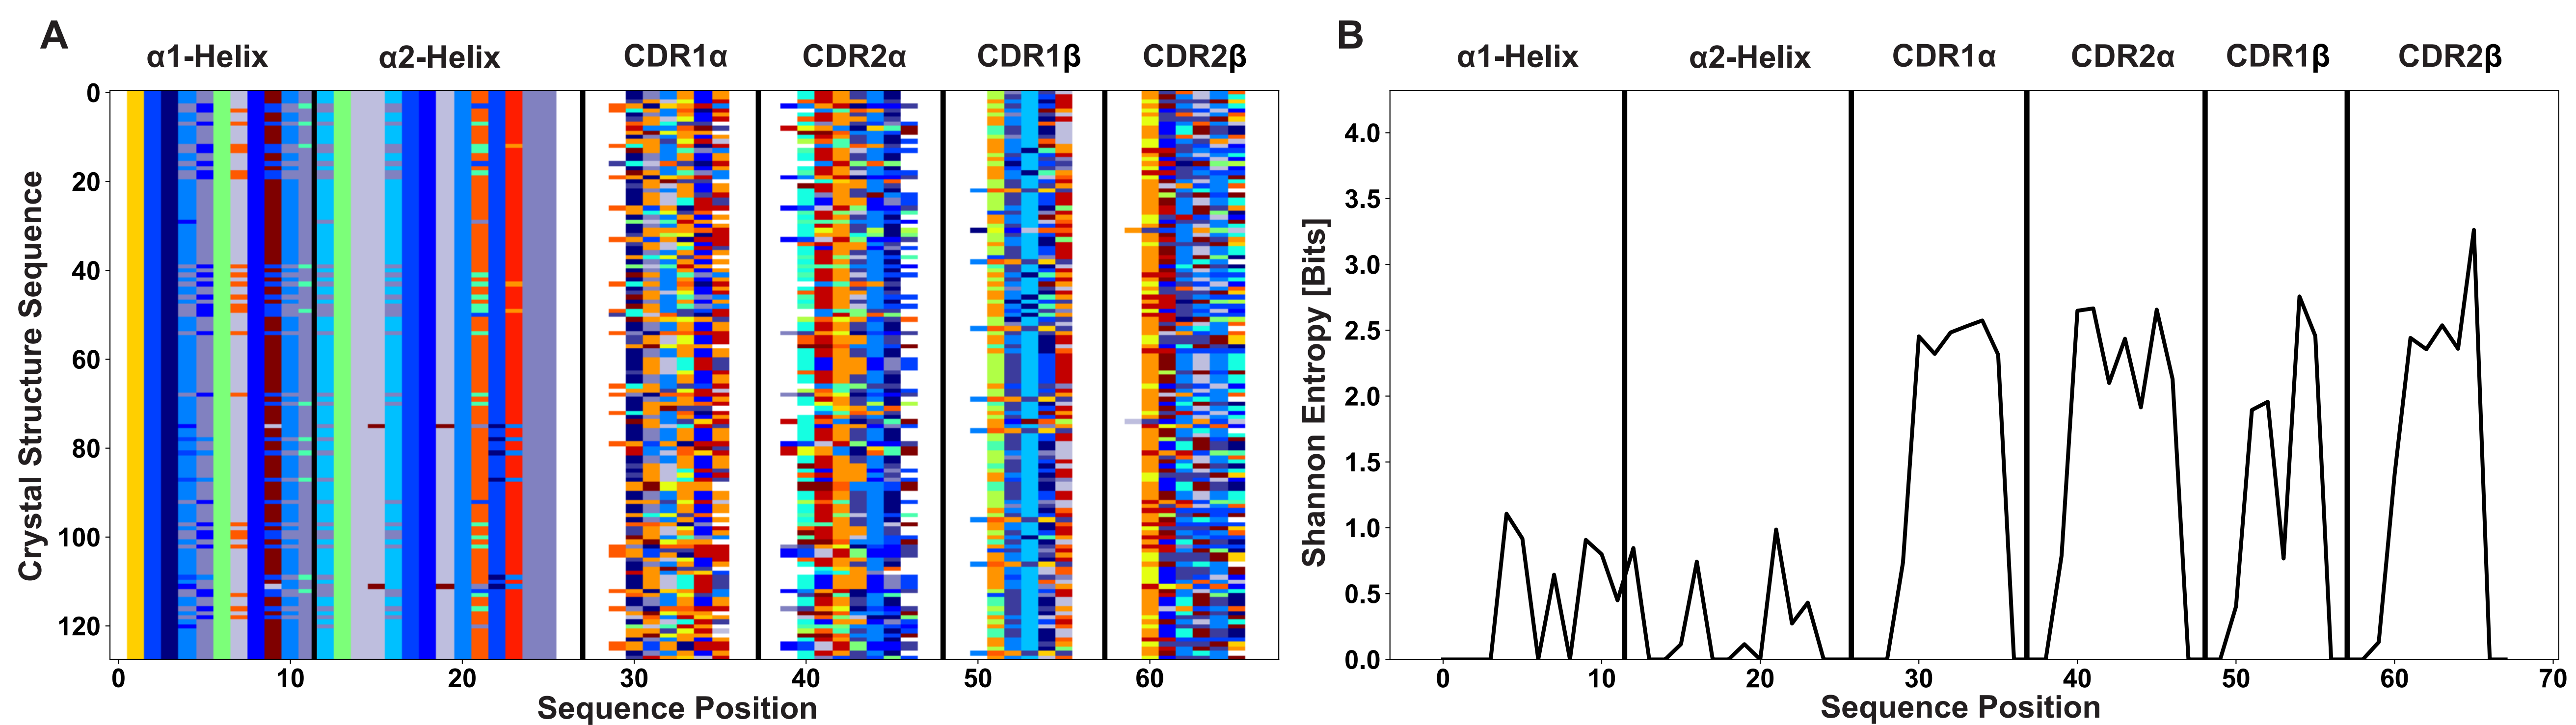 A
α1-Helix α2-Helix CDR1α CDR2α CDR1β CDR2β
Crystal Structure Sequence
0
20
40
60
80
100
120
0 10 20 30 40 50 60
Sequence Position
B
α1-Helix α2-Helix CDR1α CDR2α CDR1β CDR2β
Shannon Entropy [Bits]
4.0
3.5
3.0
2.5
2.0
1.5
1.0
0.5
0.0
0 10 20 30 40 50 60 70
Sequence Position